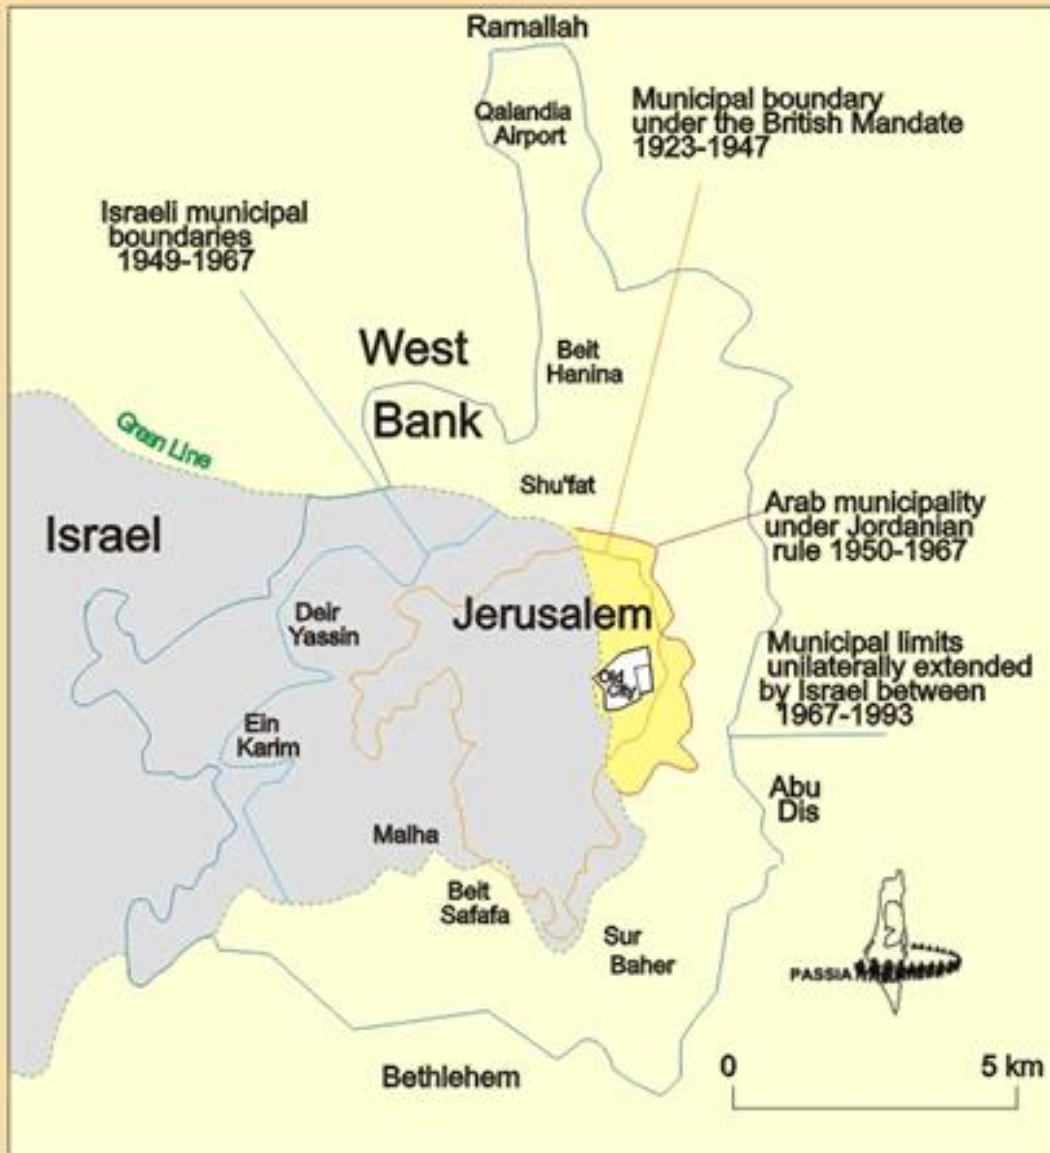 Ramallah
Qalandia
Airport
Municipal boundary
under the British Mandate
1923-1947
Israeli municipal
boundaries
1949-1967
West
Bank
Beit
Hanina
Green Line
Shu'fat
Israel
Arab municipality
under Jordanian
rule 1950-1967
Deir
Yassin
Jerusalem
Municipal limits
unilaterally extended
by Israel between
1967-1993
Old
City
Ein
Karim
Abu
Dis
Malha
Beit
Safafa
Sur
Baher
PASSIA
Bethlehem
0 5 km